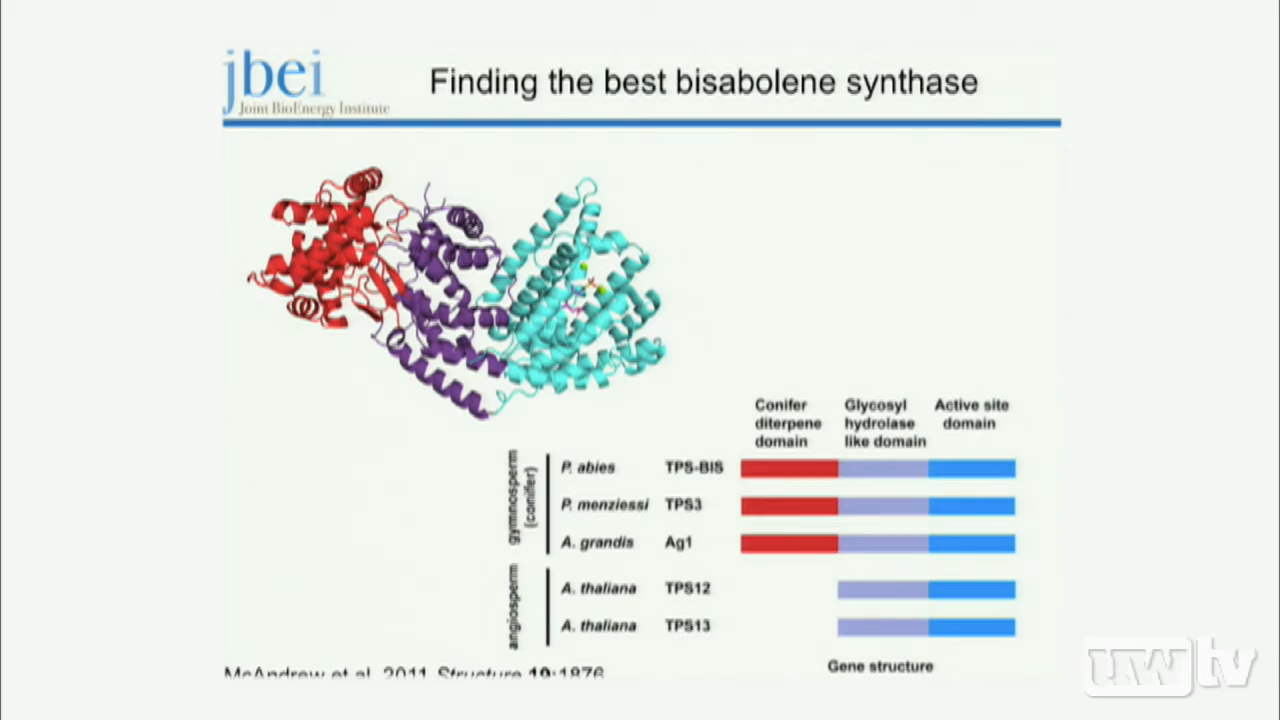 jbei
Joint BioEnergy Institute
Finding the best bisabolene synthase
Conifer diterpene domain
Glycosyl hydrolase like domain
Active site domain
gymnosperm (conifer)
P. abies TPS-BIS
P. menziessi TPS3
A. grandis Ag1
angiosperm
A. thaliana TPS12
A. thaliana TPS13
Gene structure
McAndrew et al. 2011 Structure 19:1876
uwtv